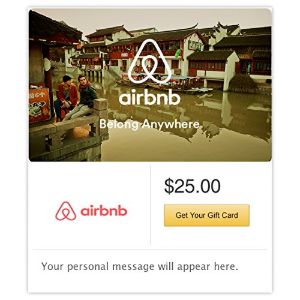 airbnb
Belong Anywhere
airbnb
$25.00
Get Your Gift Card
Your personal message will appear here.